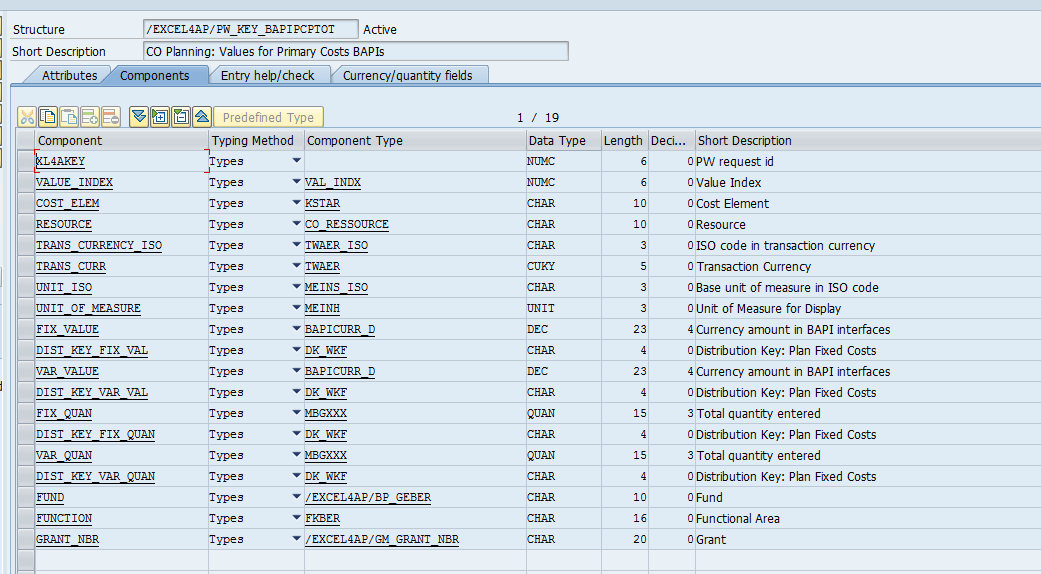 Structure /EXCEL4AP/PW_KEY_BAPIPCPTOT Active
Short Description CO Planning: Values for Primary Costs BAPIs
Attributes Components Entry help/check Currency/quantity fields
Predefined Type 1 / 19
Component Typing Method Component Type Data Type Length Deci... Short Description
XL4AKEY Types NUMC 6 0 PW request id
VALUE_INDEX Types VAL_INDX NUMC 6 0 Value Index
COST_ELEM Types KSTAR CHAR 10 0 Cost Element
RESOURCE Types CO_RESSOURCE CHAR 10 0 Resource
TRANS_CURRENCY_ISO Types TWAER_ISO CHAR 3 0 ISO code in transaction currency
TRANS_CURR Types TWAER CUKY 5 0 Transaction Currency
UNIT_ISO Types MEINS_ISO CHAR 3 0 Base unit of measure in ISO code
UNIT_OF_MEASURE Types MEINH UNIT 3 0 Unit of Measure for Display
FIX_VALUE Types BAPICURR_D DEC 23 4 Currency amount in BAPI interfaces
DIST_KEY_FIX_VAL Types DK_WKF CHAR 4 0 Distribution Key: Plan Fixed Costs
VAR_VALUE Types BAPICURR_D DEC 23 4 Currency amount in BAPI interfaces
DIST_KEY_VAR_VAL Types DK_WKF CHAR 4 0 Distribution Key: Plan Fixed Costs
FIX_QUAN Types MBGXXX QUAN 15 3 Total quantity entered
DIST_KEY_FIX_QUAN Types DK_WKF CHAR 4 0 Distribution Key: Plan Fixed Costs
VAR_QUAN Types MBGXXX QUAN 15 3 Total quantity entered
DIST_KEY_VAR_QUAN Types DK_WKF CHAR 4 0 Distribution Key: Plan Fixed Costs
FUND Types /EXCEL4AP/BP_GEBER CHAR 10 0 Fund
FUNCTION Types FKBER CHAR 16 0 Functional Area
GRANT_NBR Types /EXCEL4AP/GM_GRANT_NBR CHAR 20 0 Grant